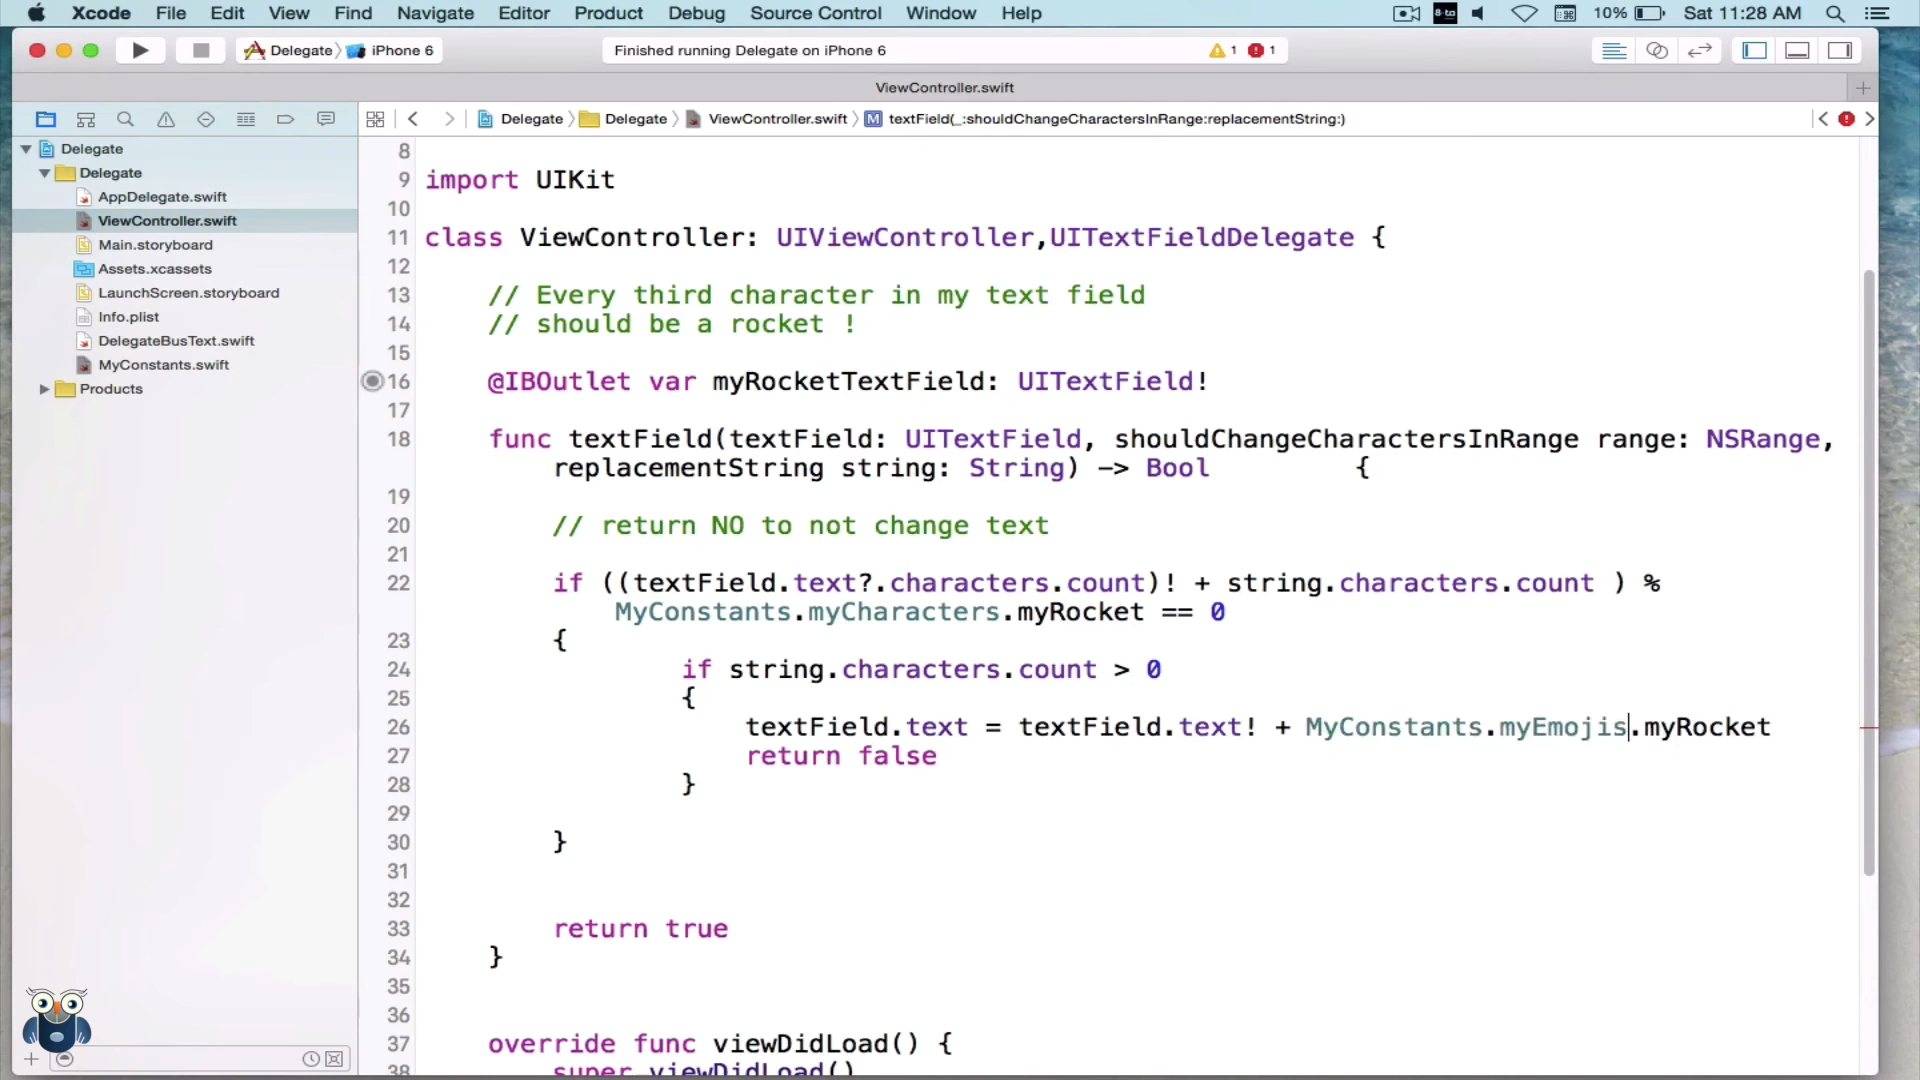 Xcode File Edit View Find Navigate Editor Product Debug Source Control Window Help 8-to 10% Sat 11:28 AM
Delegate iPhone 6 Finished running Delegate on iPhone 6 1 1
ViewController.swift
Delegate Delegate ViewController.swift M textField(_:shouldChangeCharactersInRange:replacementString:)
Delegate
Delegate
AppDelegate.swift
ViewController.swift
Main.storyboard
Assets.xcassets
LaunchScreen.storyboard
Info.plist
DelegateBusText.swift
MyConstants.swift
Products
8
9 import UIKit
10
11 class ViewController: UIViewController,UITextFieldDelegate {
12
13 // Every third character in my text field
14 // should be a rocket !
15
16 @IBOutlet var myRocketTextField: UITextField!
17
18 func textField(textField: UITextField, shouldChangeCharactersInRange range: NSRange,
replacementString string: String) -> Bool {
19
20 // return NO to not change text
21
22 if ((textField.text?.characters.count)! + string.characters.count ) %
MyConstants.myCharacters.myRocket == 0
23 {
24 if string.characters.count > 0
25 {
26 textField.text = textField.text! + MyConstants.myEmojis.myRocket
27 return false
28 }
29
30 }
31
32
33 return true
34 }
35
36
37 override func viewDidLoad() {
38 super.viewDidLoad()